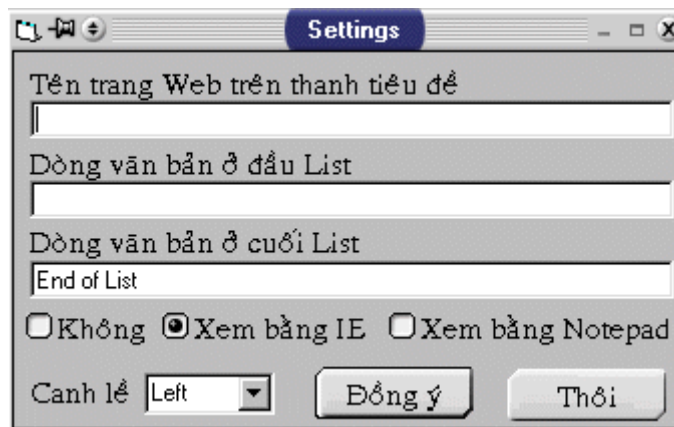 Settings
Tên trang Web trên thanh tiêu đề
Dòng văn bản ở đầu List
Dòng văn bản ở cuối List
End of List
Không Xem bằng IE Xem bằng Notepad
Canh lề Left Đồng ý Thôi